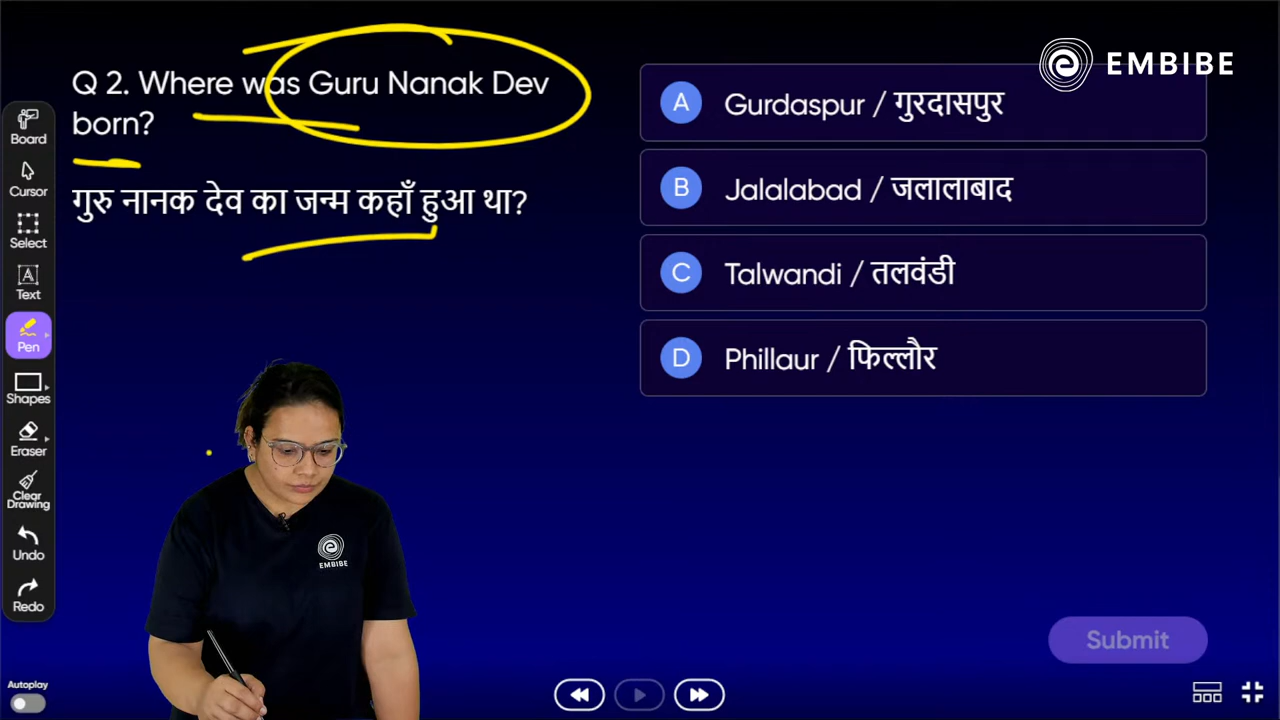 EMBIBE
Q 2. Where was Guru Nanak Dev
born?
गुरु नानक देव का जन्म कहाँ हुआ था?
A Gurdaspur / गुरदासपुर
B Jalalabad / जलालाबाद
C Talwandi / तलवंडी
D Phillaur / फिल्लौर
Board
Cursor
Select
A
Text
Pen
Shapes
Eraser
Clear
Drawing
Undo
Redo
EMBIBE
Submit
Autoplay